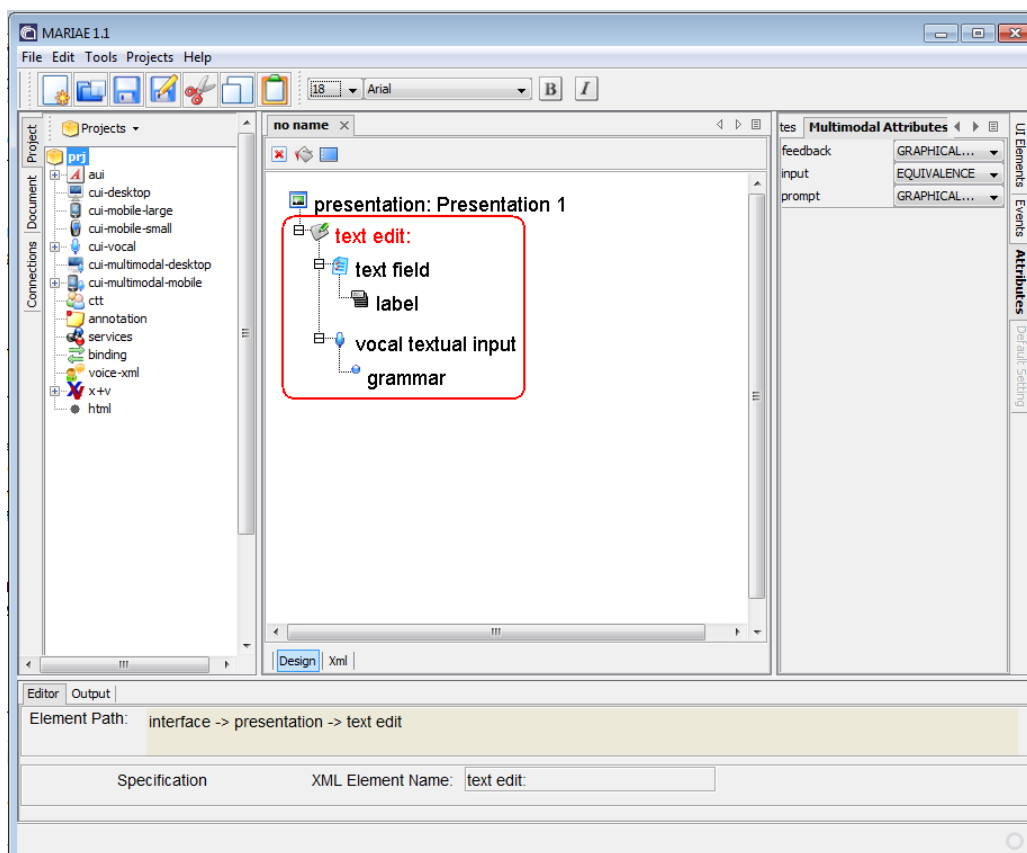 MARIAE 1.1
File Edit Tools Projects Help
18 Arial B I
Project
Document
Connections
Projects
prj
aui
cui-desktop
cui-mobile-large
cui-mobile-small
cui-vocal
cui-multimodal-desktop
cui-multimodal-mobile
ctt
annotation
services
binding
voice-xml
x+v
html
no name
presentation: Presentation 1
text edit:
text field
label
vocal textual input
grammar
Design Xml
tes Multimodal Attributes
feedback GRAPHICAL...
input EQUIVALENCE
prompt GRAPHICAL...
UI Elements
Events
Attributes
Default Setting
Editor Output
Element Path: interface -> presentation -> text edit
Specification XML Element Name: text edit: